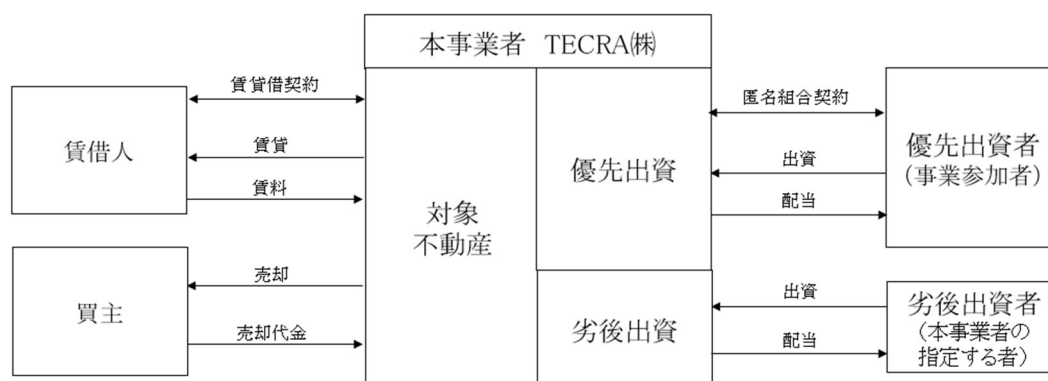 本事業者 TECRA㈱
賃借人
賃貸借契約
賃貸
賃料
買主
売却
売却代金
対象
不動産
優先出資
劣後出資
匿名組合契約
出資
配当
優先出資者
(事業参加者)
出資
配当
劣後出資者
(本事業者の
指定する者)